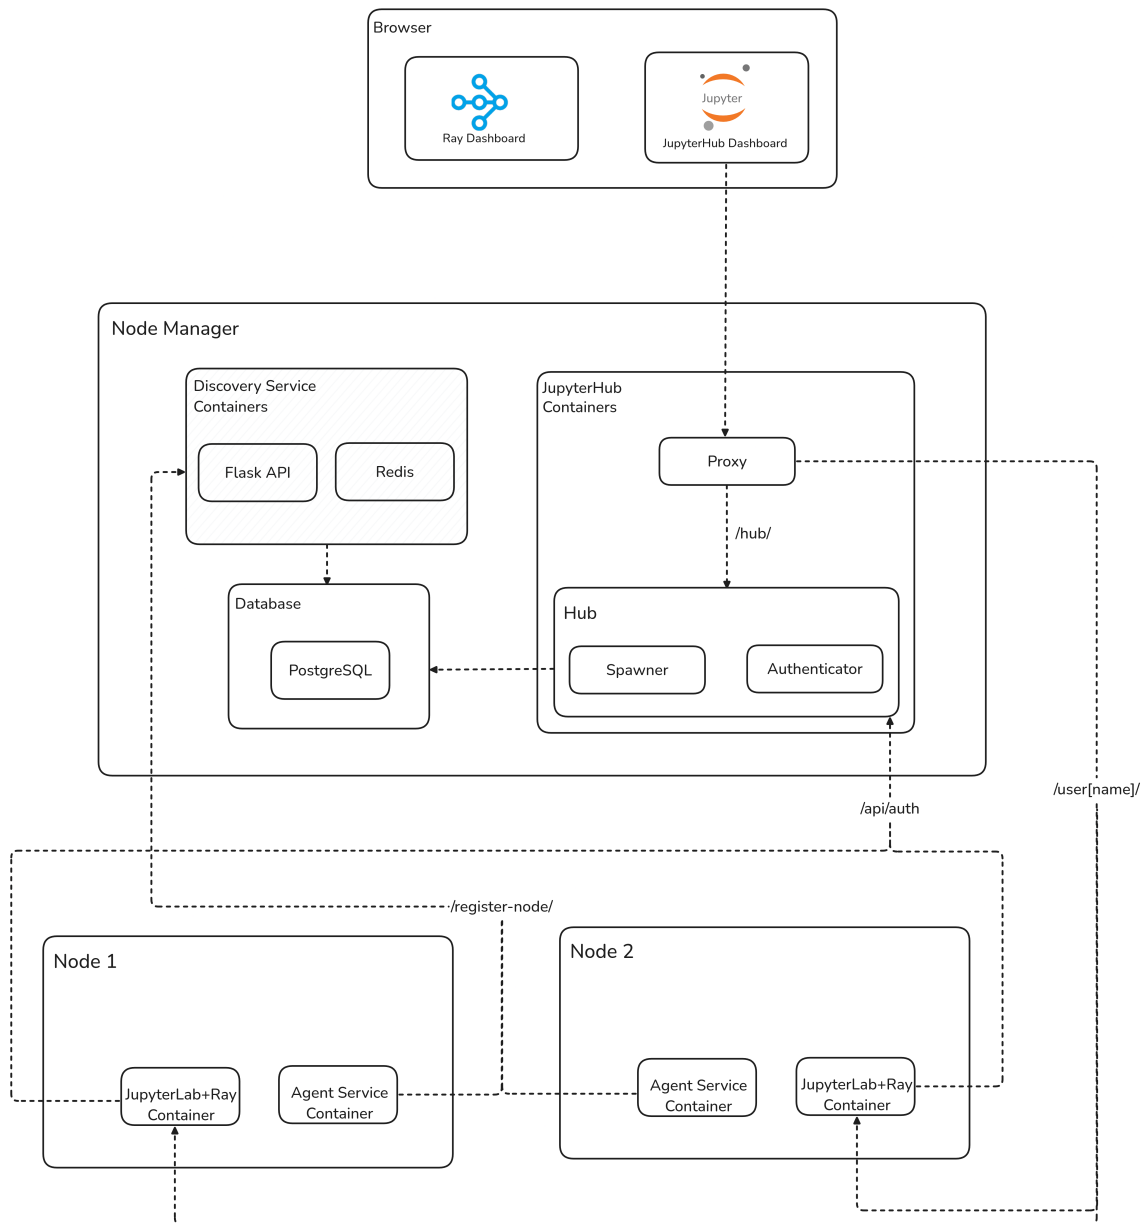 Browser
Jupyter
Ray Dashboard
JupyterHub Dashboard
Node Manager
Discovery Service
Containers
Flask API
Redis
JupyterHub
Containers
Proxy
/hub/
Database
PostgreSQL
Hub
Spawner
Authenticator
/user[name]/
/api/auth
/register-node/
Node 1
JupyterLab+Ray
Container
Agent Service
Container
Node 2
Agent Service
Container
JupyterLab+Ray
Container